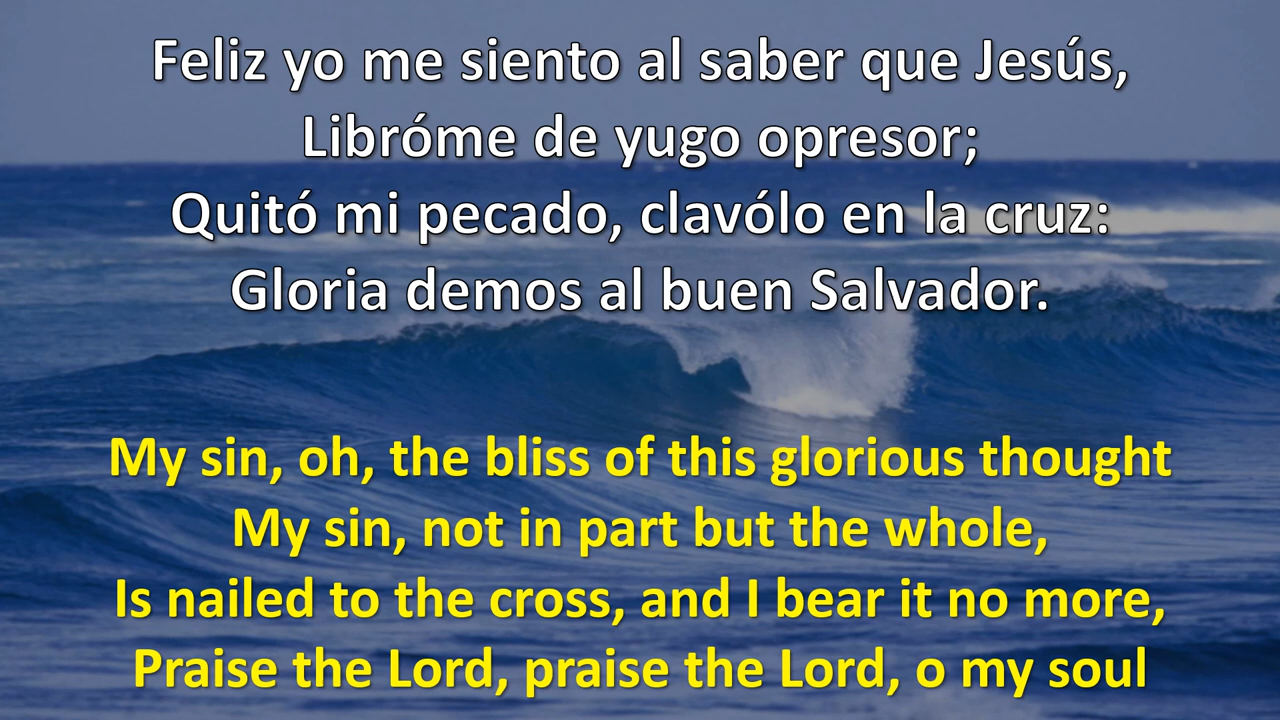 Feliz yo me siento al saber que Jesús,
Libróme de yugo opresor;
Quitó mi pecado, clavólo en la cruz:
Gloria demos al buen Salvador.
My sin, oh, the bliss of this glorious thought
My sin, not in part but the whole,
Is nailed to the cross, and I bear it no more,
Praise the Lord, praise the Lord, o my soul